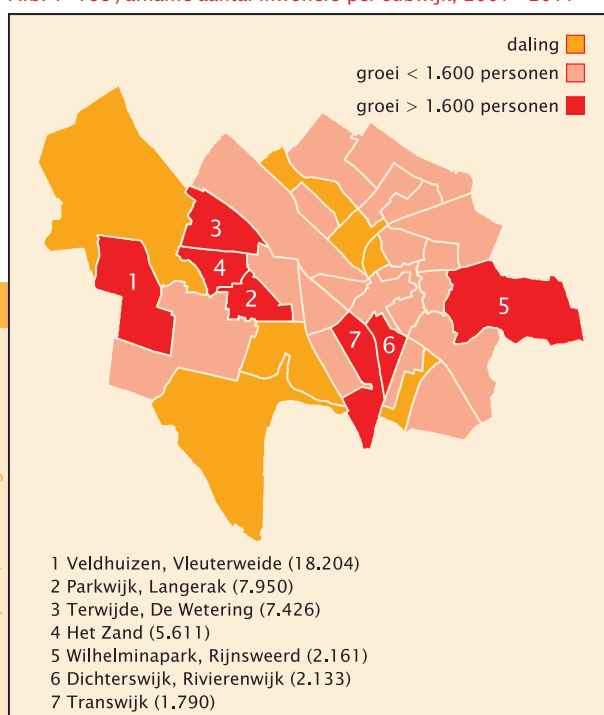 daling
groei < 1.600 personen
groei > 1.600 personen
3
4
1
2
5
7
6
1 Veldhuizen, Vleuterweide (18.204)
2 Parkwijk, Langerak (7.950)
3 Terwijde, De Wetering (7.426)
4 Het Zand (5.611)
5 Wilhelminapark, Rijnsweerd (2.161)
6 Dichterswijk, Rivierenwijk (2.133)
7 Transwijk (1.790)